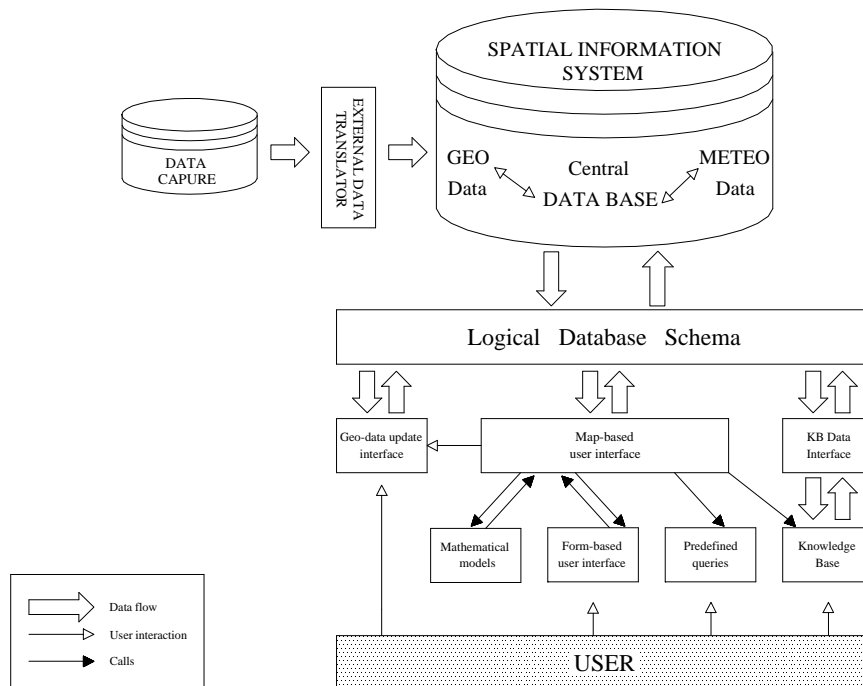 SPATIAL INFORMATION
SYSTEM
EXTERNAL DATA
TRANSLATOR
DATA
CAPURE
GEO
Data
Central
DATA BASE
METEO
Data
Logical Database Schema
Geo-data update
interface
Map-based
user interface
KB Data
Interface
Mathematical
models
Form-based
user interface
Predefined
queries
Knowledge
Base
Data flow
User interaction
Calls
USER